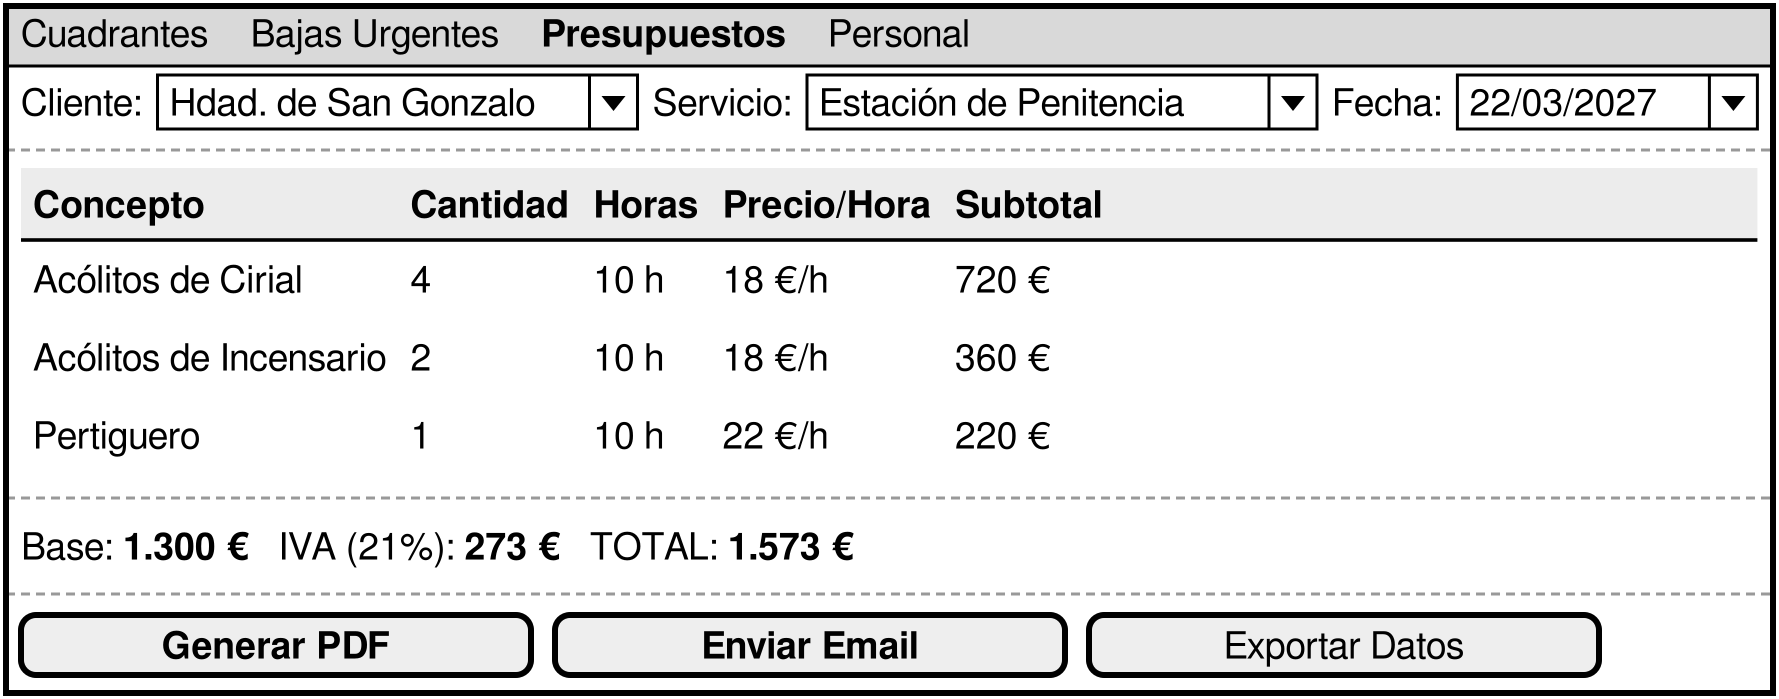 Cuadrantes Bajas Urgentes Presupuestos Personal
Cliente: Hdad. de San Gonzalo Servicio: Estación de Penitencia Fecha: 22/03/2027
Concepto Cantidad Horas Precio/Hora Subtotal
Acólitos de Cirial 4 10 h 18 €/h 720 €
Acólitos de Incensario 2 10 h 18 €/h 360 €
Pertiguero 1 10 h 22 €/h 220 €
Base: 1.300 € IVA (21%): 273 € TOTAL: 1.573 €
Generar PDF Enviar Email Exportar Datos